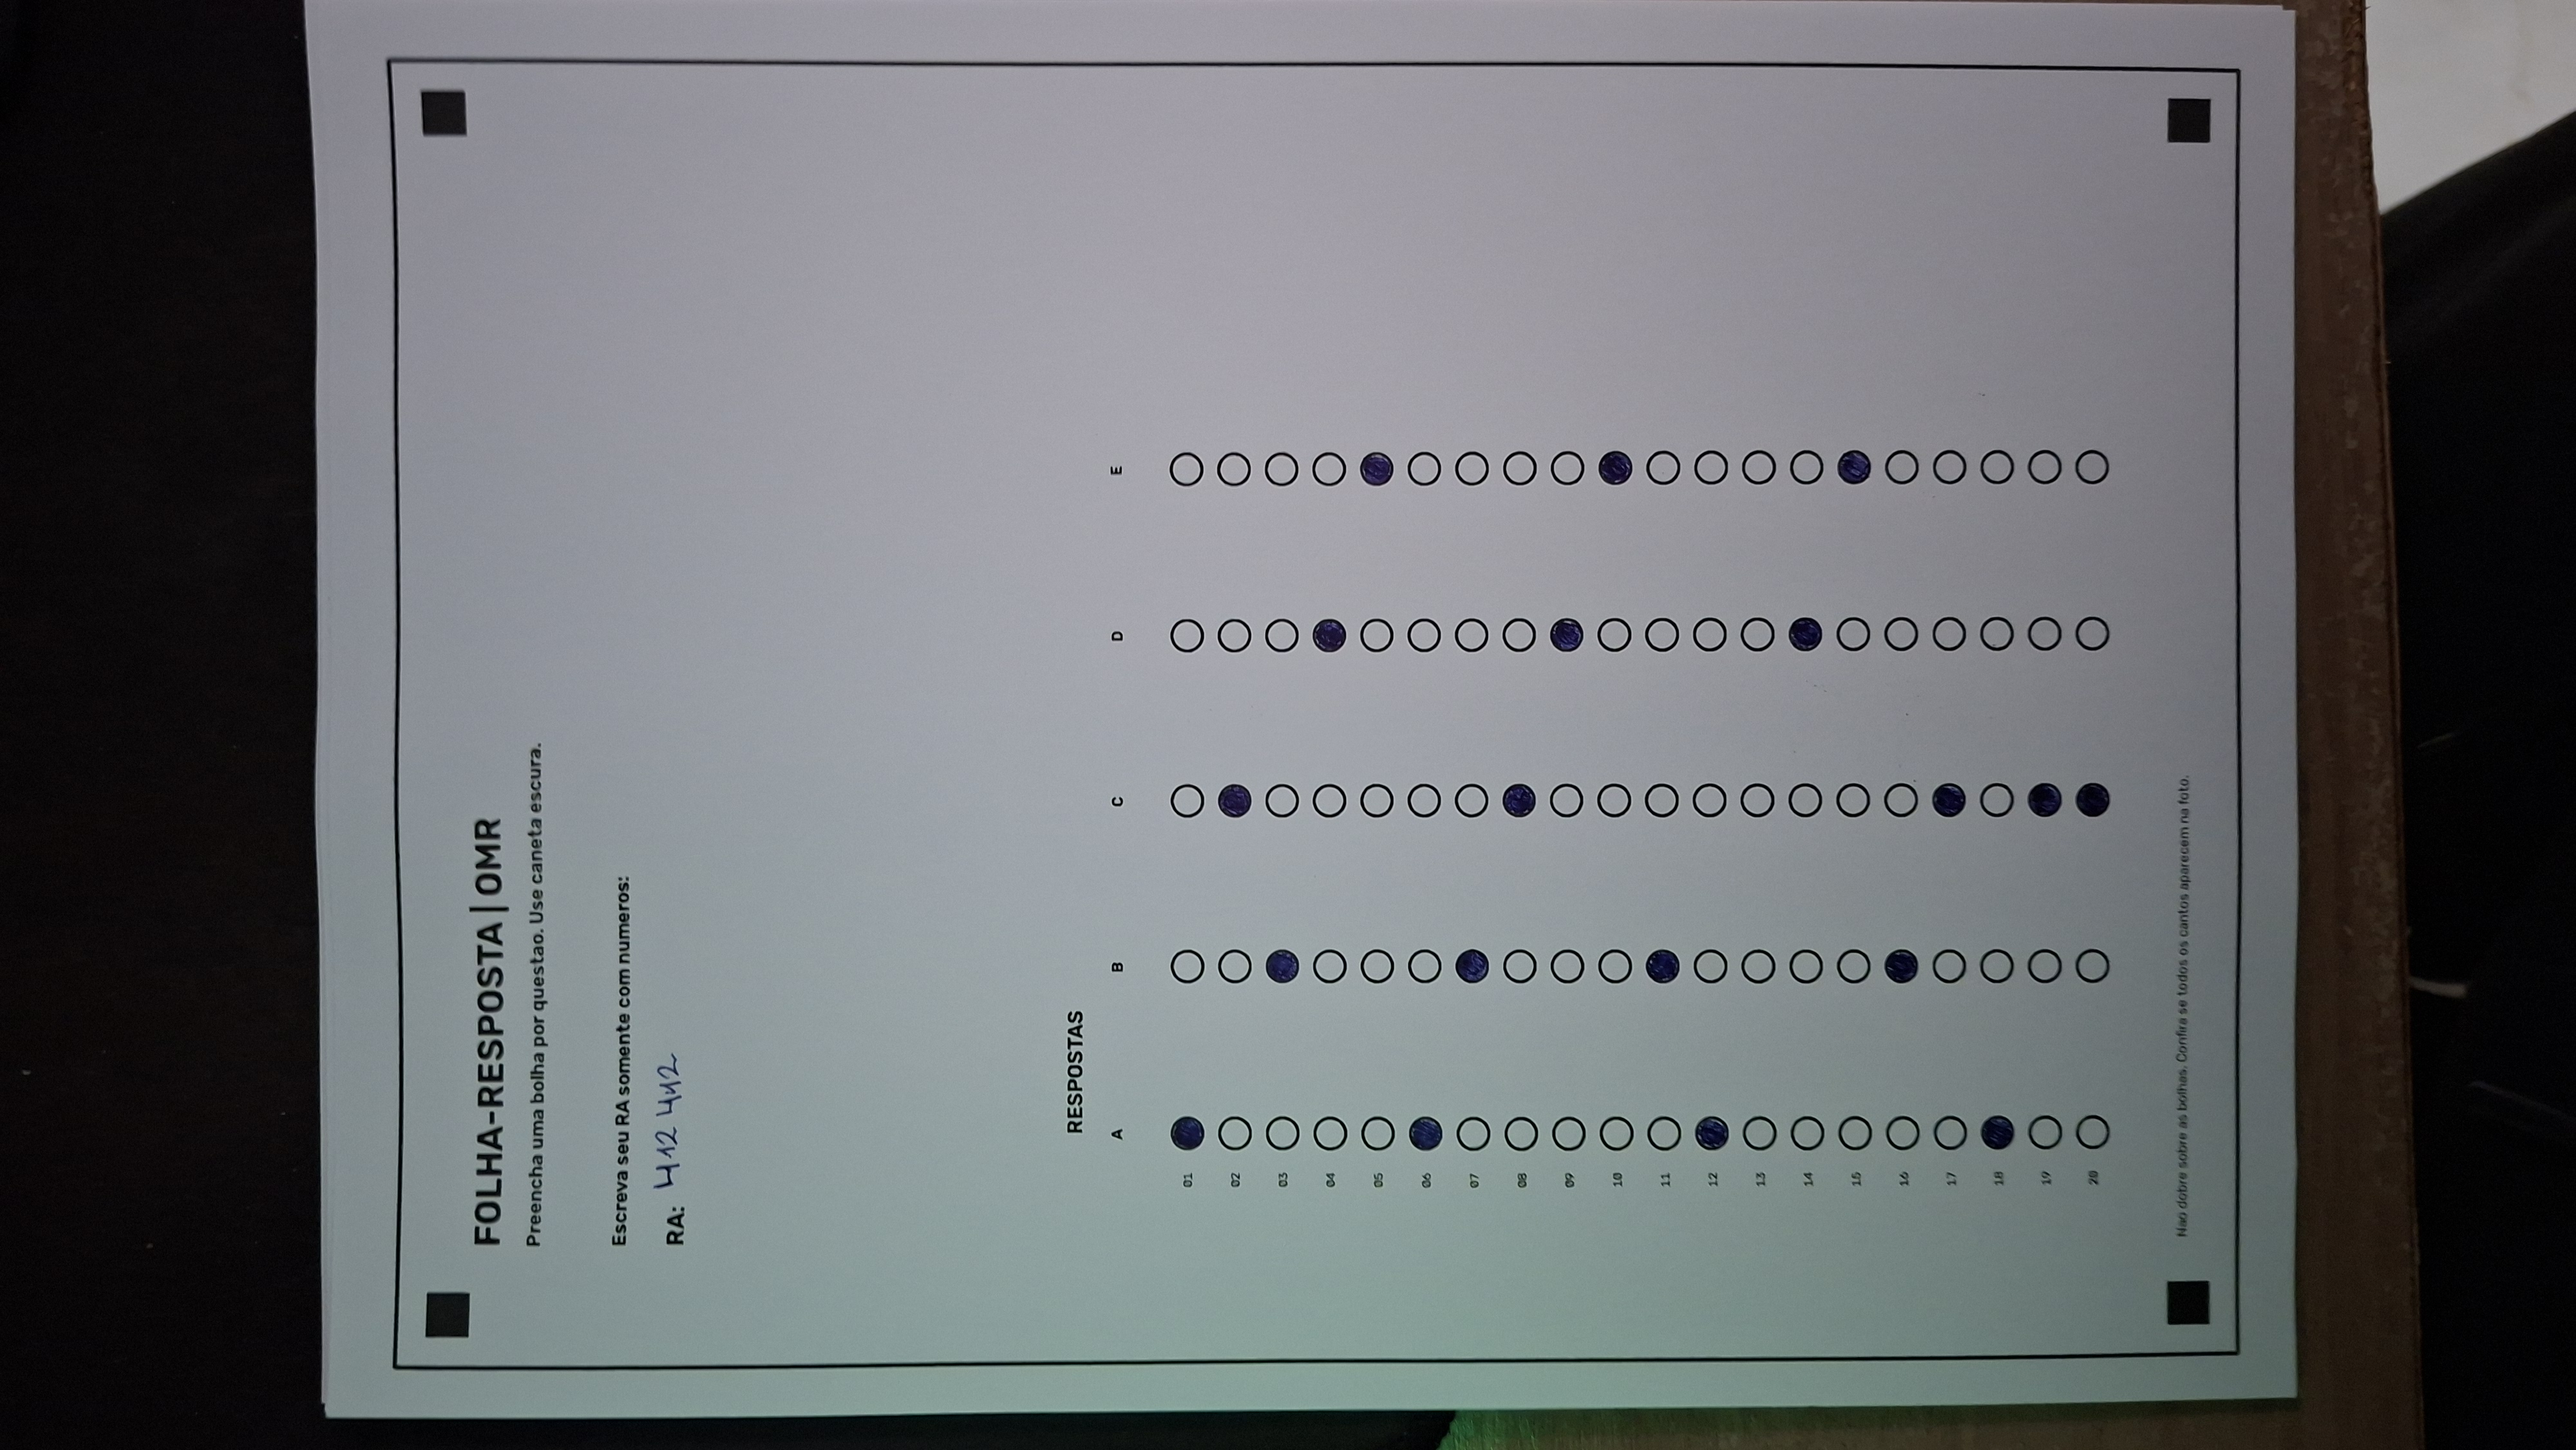 FOLHA-RESPOSTA | OMR
Preencha uma bolha por questao. Use caneta escura.
Escreva seu RA somente com numeros:
RA: 412 412
RESPOSTAS
A B C D E
01
02
03
04
05
06
07
08
09
10
11
12
13
14
15
16
17
18
19
20
Nao dobre sobre as bolhas. Confira se todos os cantos aparecem na foto.